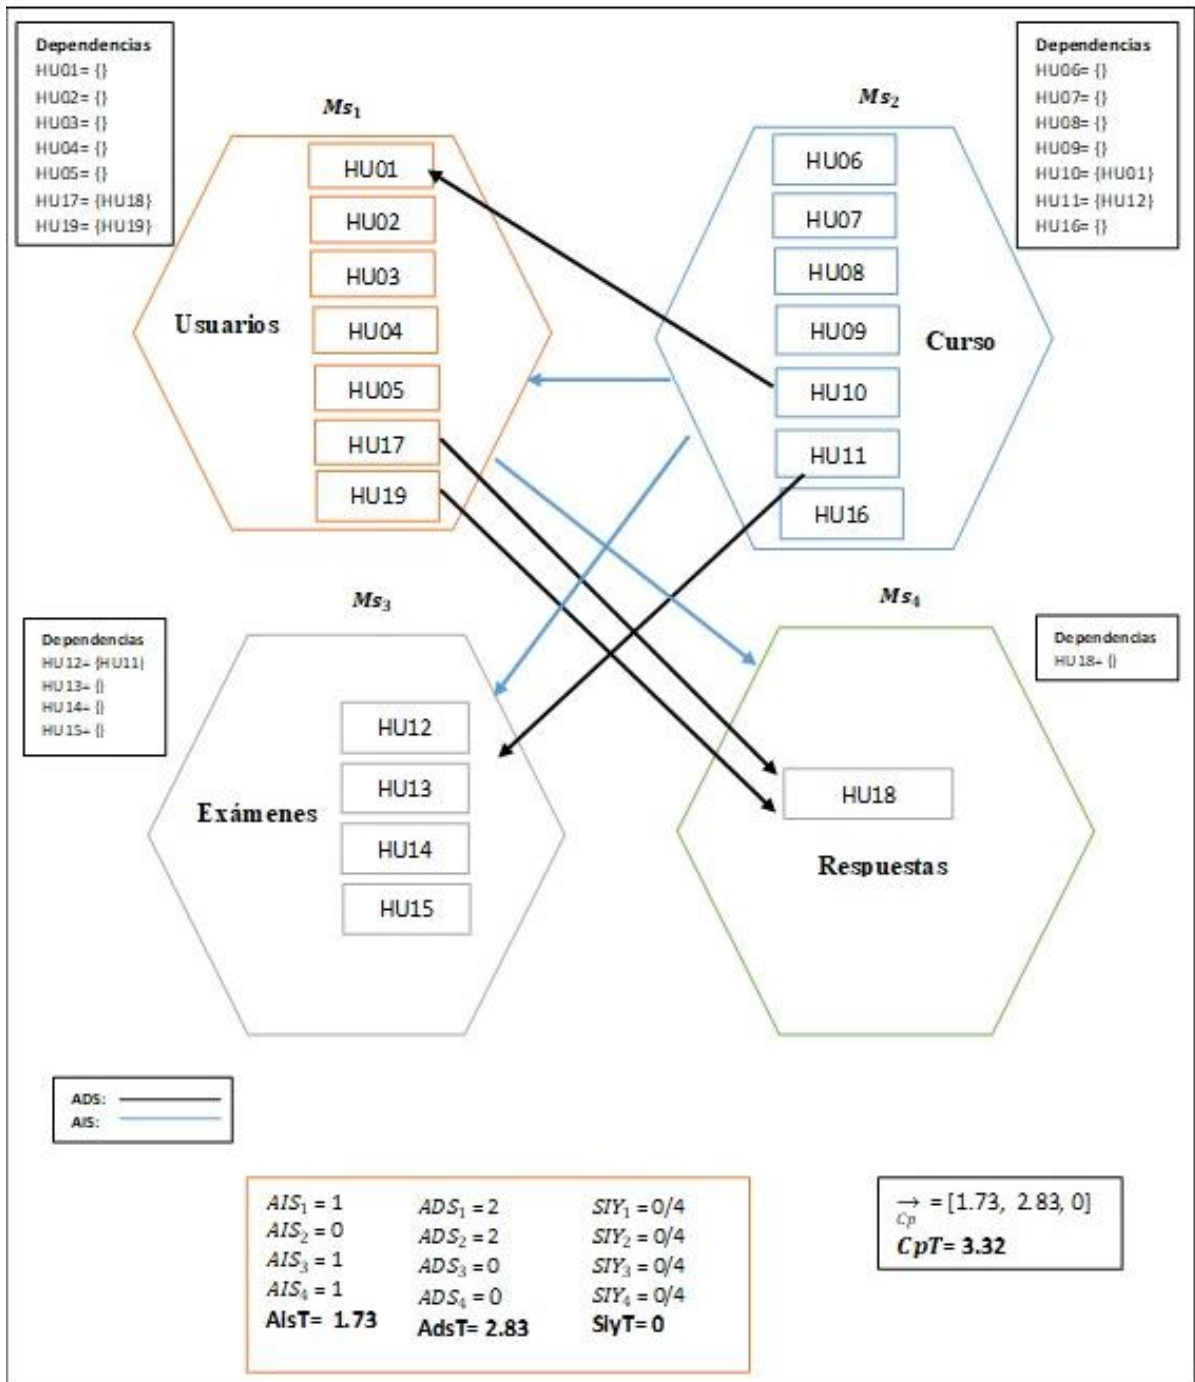 Dependencias
HU01= {}
HU02= {}
HU03= {}
HU04= {}
HU05= {}
HU17= {HU18}
HU19= {HU19}
Dependencias
HU06= {}
HU07= {}
HU08= {}
HU09= {}
HU10= {HU01}
HU11= {HU12}
HU16= {}
Ms₁
HU01
HU02
HU03
Usuarios
HU04
HU05
HU17
HU19
Ms₂
HU06
HU07
HU08
HU09
Curso
HU10
HU11
HU16
Dependencias
HU12= {HU11}
HU13= {}
HU14= {}
HU15= {}
Ms₃
HU12
HU13
Exámenes
HU14
HU15
Ms₄
Dependencias
HU18= {}
HU18
Respuestas
ADS:
AIS:
AIS₁ = 1
AIS₂ = 0
AIS₃ = 1
AIS₄ = 1
AisT= 1.73
ADS₁ = 2
ADS₂ = 2
ADS₃ = 0
ADS₄ = 0
AdsT= 2.83
SIY₁ = 0/4
SIY₂ = 0/4
SIY₃ = 0/4
SIY₄ = 0/4
SIyT= 0
→ = [1.73, 2.83, 0]
Cp
CpT= 3.32